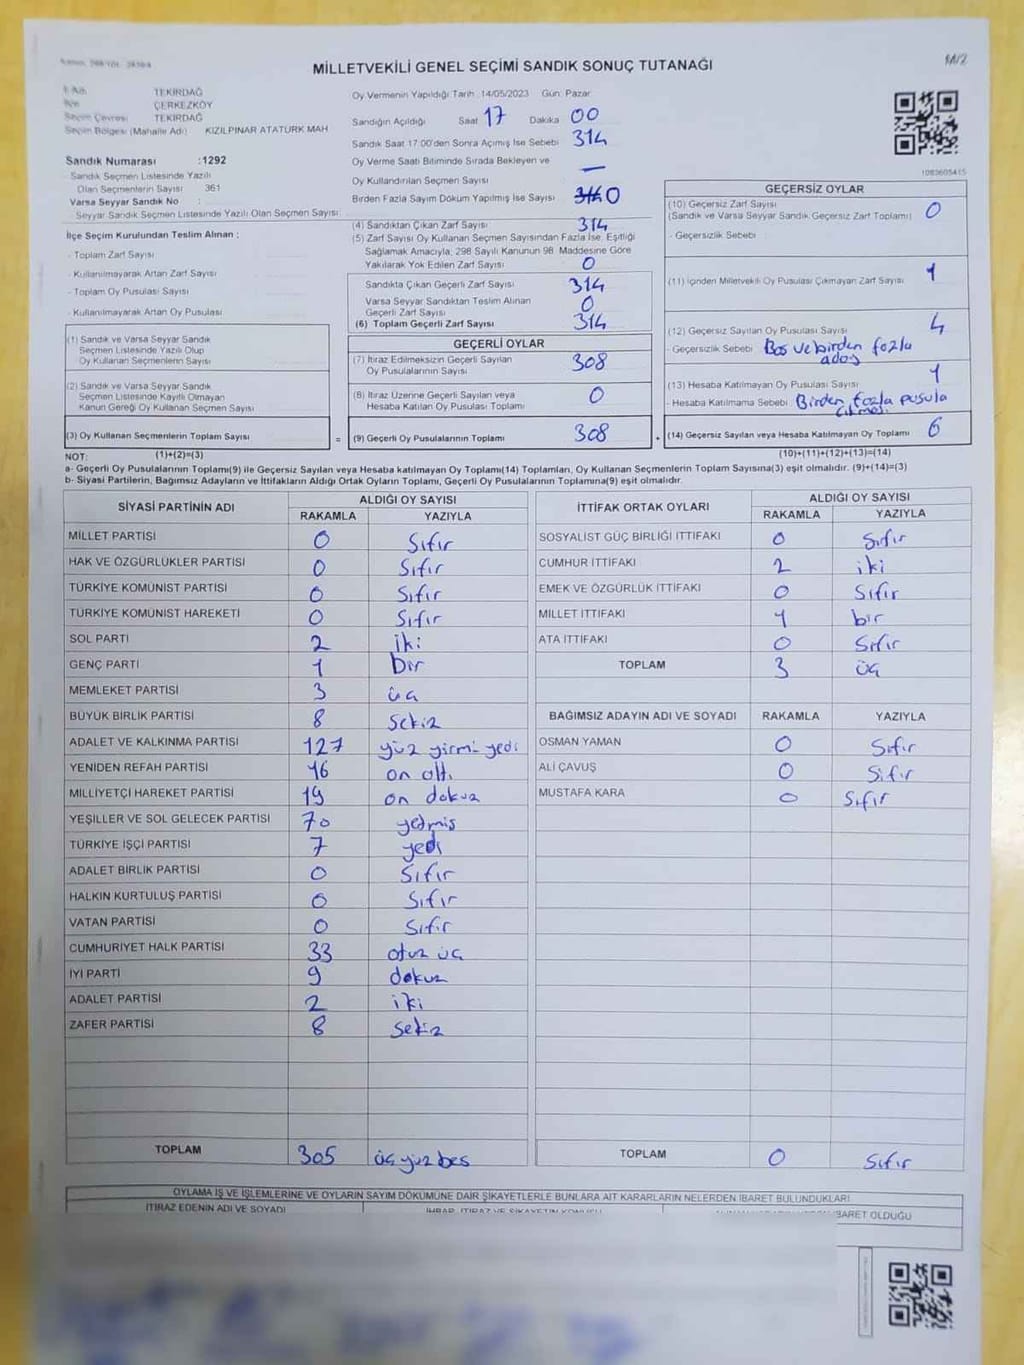 MİLLETVEKİLİ GENEL SEÇİMİ SANDIK SONUÇ TUTANAĞI
M/2
İl Adı TEKİRDAĞ
İlçe ÇERKEZKÖY
Seçim Çevresi TEKİRDAĞ
Seçim Bölgesi (Mahalle Adı) KIZILPINAR ATATÜRK MAH
Sandık Numarası :1292
Sandık Seçmen Listesinde Yazılı
Olan Seçmenlerin Sayısı 361
Varsa Seyyar Sandık No
Seyyar Sandık Seçmen Listesinde Yazılı Olan Seçmen Sayısı
İlçe Seçim Kurulundan Teslim Alınan :
- Toplam Zarf Sayısı
- Kullanılmayarak Artan Zarf Sayısı
- Toplam Oy Pusulası Sayısı
- Kullanılmayarak Artan Oy Pusulası
(1) Sandık ve Varsa Seyyar Sandık
Seçmen Listesinde Yazılı Olup
Oy Kullanan Seçmenlerin Sayısı
(2) Sandık ve Varsa Seyyar Sandık
Seçmen Listesinde Kayıtlı Olmayan
Kanun Gereği Oy Kullanan Seçmen Sayısı
(3) Oy Kullanan Seçmenlerin Toplam Sayısı =
(1)+(2)=(3)
Oy Vermenin Yapıldığı Tarih :14/05/2023 Gün: Pazar
Sandığın Açıldığı Saat 17 Dakika 00
Sandık Saat 17:00'den Sonra Açımış İse Sebebi 314
Oy Verme Saati Bitiminde Sırada Bekleyen ve
Oy Kullandırılan Seçmen Sayısı —
Birden Fazla Sayım Döküm Yapılmış İse Sayısı 0
(4) Sandıktan Çıkan Zarf Sayısı 314
(5) Zarf Sayısı Oy Kullanan Seçmen Sayısından Fazla İse, Eşitliği
Sağlamak Amacıyla; 298 Sayılı Kanunun 98. Maddesine Göre
Yakılarak Yok Edilen Zarf Sayısı 0
Sandıkta Çıkan Geçerli Zarf Sayısı 314
Varsa Seyyar Sandıktan Teslim Alınan
Geçerli Zarf Sayısı 0
(6) Toplam Geçerli Zarf Sayısı 314
GEÇERLİ OYLAR
(7) İtiraz Edilmeksizin Geçerli Sayılan
Oy Pusulalarının Sayısı 308
(8) İtiraz Üzerine Geçerli Sayılan veya
Hesaba Katılan Oy Pusulaları Toplamı 0
(9) Geçerli Oy Pusulalarının Toplamı 308 +
1083605415
GEÇERSİZ OYLAR
(10) Geçersiz Zarf Sayısı
(Sandık ve Varsa Seyyar Sandık Geçersiz Zarf Toplamı) 0
- Geçersizlik Sebebi
(11) İçinden Milletvekili Oy Pusulası Çıkmayan Zarf Sayısı 1
(12) Geçersiz Sayılan Oy Pusulası Sayısı 4
- Geçersizlik Sebebi Boş ve birden fazla
(13) Hesaba Katılmayan Oy Pusulası Sayısı 1
- Hesaba Katılmama Sebebi Birden fazla pusula
(14) Geçersiz Sayılan veya Hesaba Katılmayan Oy Toplamı 6
(10)+(11)+(12)+(13)=(14)
NOT:
a- Geçerli Oy Pusulalarının Toplamı(9) ile Geçersiz Sayılan veya Hesaba katılmayan Oy Toplamı(14) Toplamları, Oy Kullanan Seçmenlerin Toplam Sayısına(3) eşit olmalıdır. (9)+(14)=(3)
b- Siyasi Partilerin, Bağımsız Adayların ve İttifakların Aldığı Ortak Oyların Toplamı, Geçerli Oy Pusulalarının Toplamına(9) eşit olmalıdır.
SİYASİ PARTİNİN ADI ALDIĞI OY SAYISI
RAKAMLA YAZIYLA
MİLLET PARTİSİ 0 Sıfır
HAK VE ÖZGÜRLÜKLER PARTİSİ 0 Sıfır
TÜRKİYE KOMÜNİST PARTİSİ 0 Sıfır
TÜRKİYE KOMÜNİST HAREKETİ 0 Sıfır
SOL PARTİ 2 iki
GENÇ PARTİ 1 bir
MEMLEKET PARTİSİ 3 üç
BÜYÜK BİRLİK PARTİSİ 8 sekiz
ADALET VE KALKINMA PARTİSİ 127 yüz yirmi yedi
YENİDEN REFAH PARTİSİ 16 on altı
MİLLİYETÇİ HAREKET PARTİSİ 19 on dokuz
YEŞİLLER VE SOL GELECEK PARTİSİ 70 yetmiş
TÜRKİYE İŞÇİ PARTİSİ 7 yedi
ADALET BİRLİK PARTİSİ 0 Sıfır
HALKIN KURTULUŞ PARTİSİ 0 Sıfır
VATAN PARTİSİ 0 Sıfır
CUMHURİYET HALK PARTİSİ 33 otuz üç
İYİ PARTİ 9 dokuz
ADALET PARTİSİ 2 iki
ZAFER PARTİSİ 8 sekiz
TOPLAM 305 üç yüz beş
İTTİFAK ORTAK OYLARI ALDIĞI OY SAYISI
RAKAMLA YAZIYLA
SOSYALİST GÜÇ BİRLİĞİ İTTİFAKI 0 Sıfır
CUMHUR İTTİFAKI 2 iki
EMEK VE ÖZGÜRLÜK İTTİFAKI 0 Sıfır
MİLLET İTTİFAKI 1 bir
ATA İTTİFAKI 0 Sıfır
TOPLAM 3 üç
BAĞIMSIZ ADAYIN ADI VE SOYADI RAKAMLA YAZIYLA
OSMAN YAMAN 0 Sıfır
ALİ ÇAVUŞ 0 Sıfır
MUSTAFA KARA 0 Sıfır
TOPLAM 0 Sıfır
OYLAMA İŞ VE İŞLEMLERİNE VE OYLARIN SAYIM DÖKÜMÜNE DAİR ŞİKAYETLERLE BUNLARA AİT KARARLARIN NELERDEN İBARET BULUNDUKLARI
İTİRAZ EDENİN ADI VE SOYADI
İHBAR, İTİRAZ VE ŞİKAYETİN KONUSU
İBARET OLDUĞU